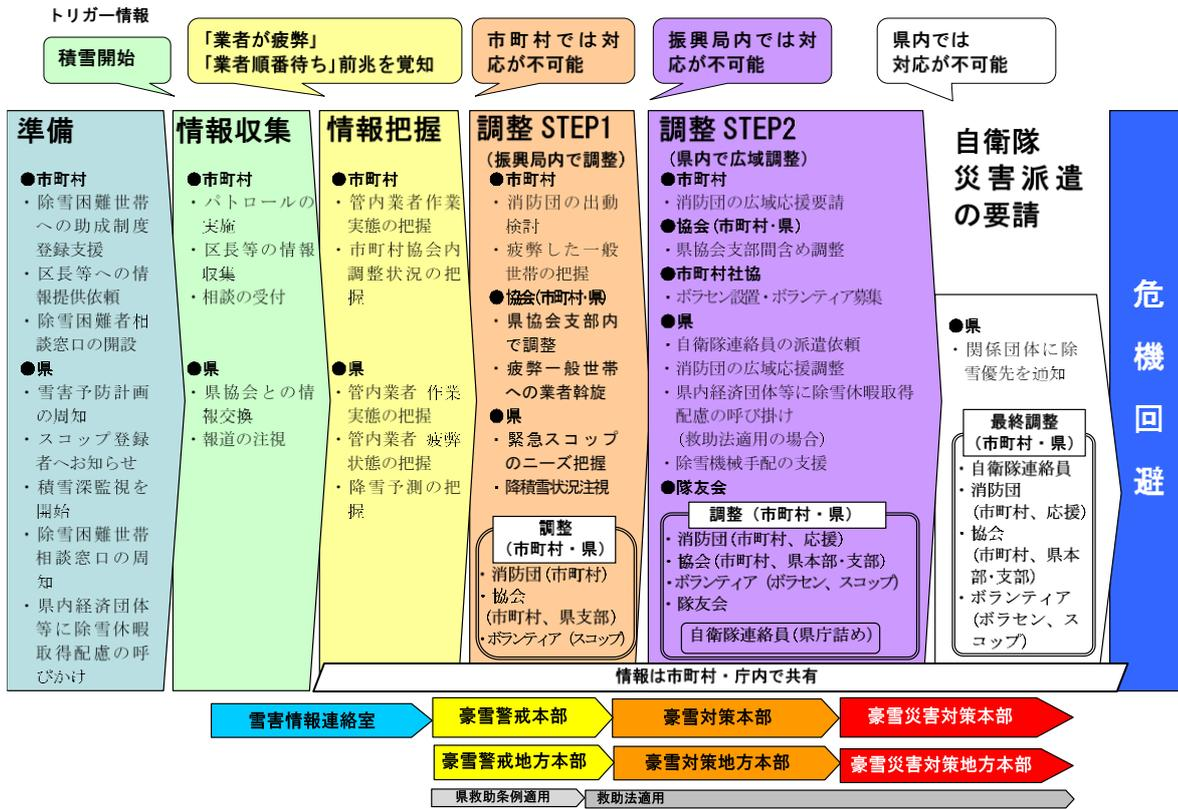 トリガー情報
積雪開始
「業者が疲弊」
「業者順番待ち」前兆を覚知
市町村では対
応が不可能
振興局内では対
応が不可能
県内では
対応が不可能
準備
●市町村
・除雪困難世帯
への助成制度
登録支援
・区長等への情
報提供依頼
・除雪困難者相
談窓口の開設
●県
・雪害予防計画
の周知
・スコップ登録
者へお知らせ
・積雪深監視を
開始
・除雪困難世帯
相談窓口の周
知
・県内経済団体
等に除雪休暇
取得配慮の呼
びかけ
情報収集
●市町村
・パトロールの
実施
・区長等の情報
収集
・相談の受付
●県
・県協会との情
報交換
・報道の注視
情報把握
●市町村
・管内業者作業
実態の把握
・市町村協会内
調整状況の把
握
●県
・管内業者 作業
実態の把握
・管内業者 疲弊
状態の把握
・降雪予測の把
握
調整 STEP1
(振興局内で調整)
●市町村
・消防団の出動
検討
・疲弊した一般
世帯の把握
●協会(市町村・県)
・県協会支部内
で調整
・疲弊一般世帯
への業者斡旋
●県
・緊急スコップ
のニーズ把握
・降積雪状況注視
調整
(市町村・県)
・消防団(市町村)
・協会
(市町村、県支部)
・ボランティア(スコップ)
調整 STEP2
(県内で広域調整)
●市町村
・消防団の広域応援要請
●協会(市町村・県)
・県協会支部間含め調整
●市町村社協
・ボラセン設置・ボランティア募集
●県
・自衛隊連絡員の派遣依頼
・消防団の広域応援調整
・県内経済団体等に除雪休暇取得
配慮の呼び掛け
(救助法適用の場合)
・除雪機械手配の支援
●隊友会
調整(市町村・県)
・消防団(市町村、応援)
・協会(市町村、県本部・支部)
・ボランティア(ボラセン、スコップ)
・隊友会
自衛隊連絡員(県庁詰め)
自衛隊
災害派遣
の要請
●県
・関係団体に除
雪優先を通知
最終調整
(市町村・県)
・自衛隊連絡員
・消防団
(市町村、応援)
・協会
(市町村、県本
部・支部)
・ボランティア
(ボラセン、ス
コップ)
危機回避
情報は市町村・庁内で共有
雪害情報連絡室
豪雪警戒本部
豪雪対策本部
豪雪災害対策本部
豪雪警戒地方本部
豪雪対策地方本部
豪雪災害対策地方本部
県救助条例適用
救助法適用